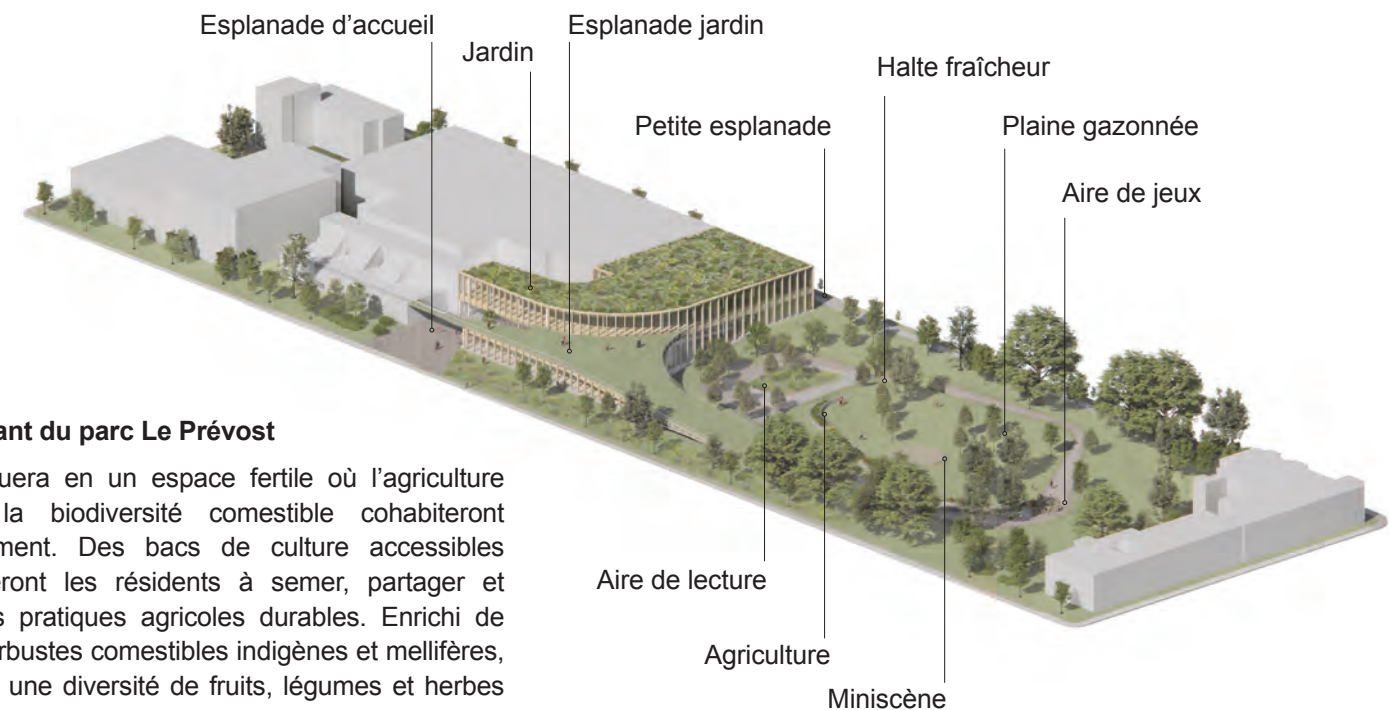 Esplanade d’accueil
Esplanade jardin
Jardin
Halte fraîcheur
Petite esplanade
Plaine gazonnée
Aire de jeux
ant du parc Le Prévost
uera en un espace fertile où l’agriculture
la biodiversité comestible cohabiteront
ment. Des bacs de culture accessibles
eront les résidents à semer, partager et
s pratiques agricoles durables. Enrichi de
rbustes comestibles indigènes et mellifères,
une diversité de fruits, légumes et herbes
Aire de lecture
Agriculture
Miniscène